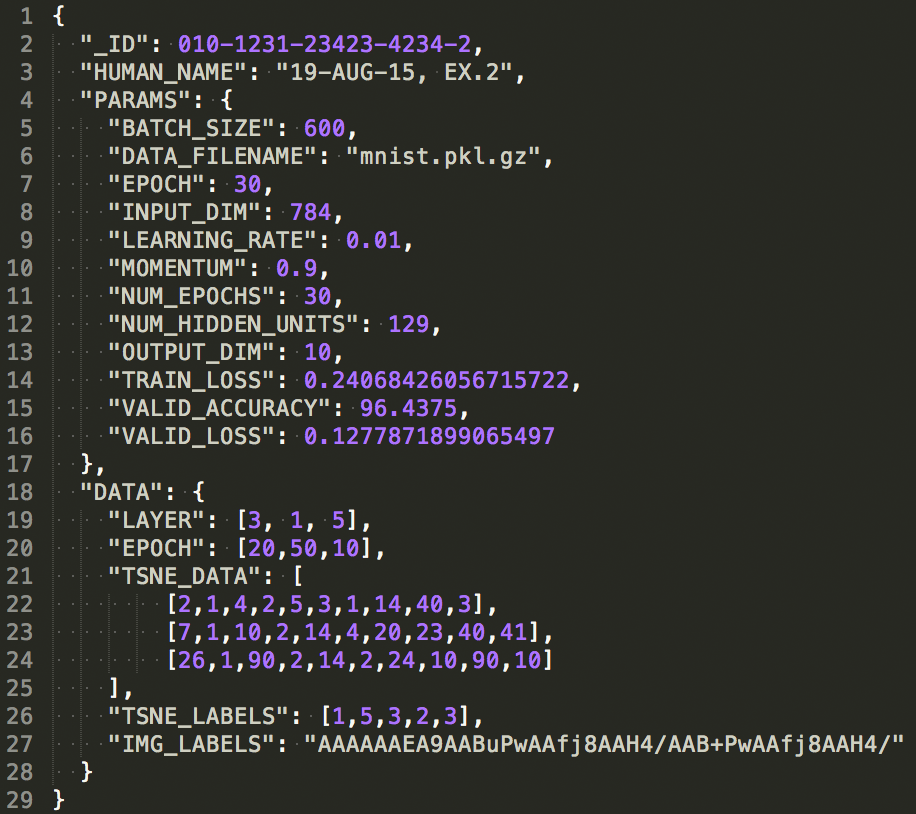 1 {
2   "_ID": 010-1231-23423-4234-2,
3   "HUMAN_NAME": "19-AUG-15, EX.2",
4   "PARAMS": {
5     "BATCH_SIZE": 600,
6     "DATA_FILENAME": "mnist.pkl.gz",
7     "EPOCH": 30,
8     "INPUT_DIM": 784,
9     "LEARNING_RATE": 0.01,
10     "MOMENTUM": 0.9,
11     "NUM_EPOCHS": 30,
12     "NUM_HIDDEN_UNITS": 129,
13     "OUTPUT_DIM": 10,
14     "TRAIN_LOSS": 0.24068426056715722,
15     "VALID_ACCURACY": 96.4375,
16     "VALID_LOSS": 0.1277871899065497
17   },
18   "DATA": {
19     "LAYER": [3, 1, 5],
20     "EPOCH": [20,50,10],
21     "TSNE_DATA": [
22         [2,1,4,2,5,3,1,14,40,3],
23         [7,1,10,2,14,4,20,23,40,41],
24         [26,1,90,2,14,2,24,10,90,10]
25     ],
26     "TSNE_LABELS": [1,5,3,2,3],
27     "IMG_LABELS": "AAAAAAEA9AABuPwAAfj8AAH4/AAB+PwAAfj8AAH4/"
28   }
29 }